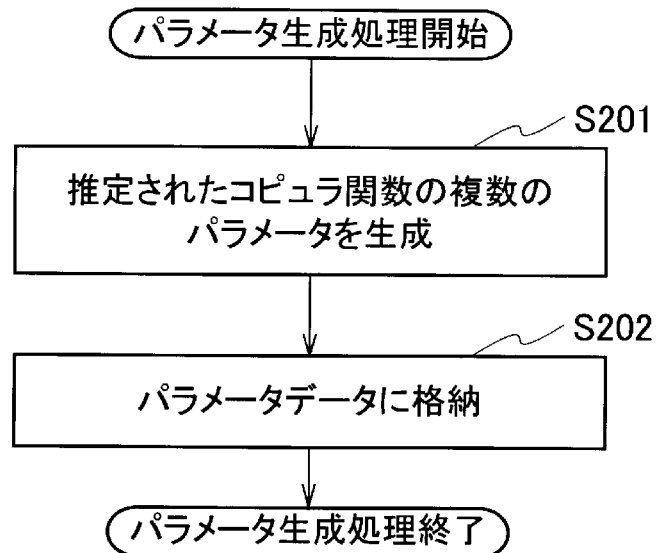 パラメータ生成処理開始
S201
推定されたコピュラ関数の複数の
パラメータを生成
S202
パラメータデータに格納
パラメータ生成処理終了